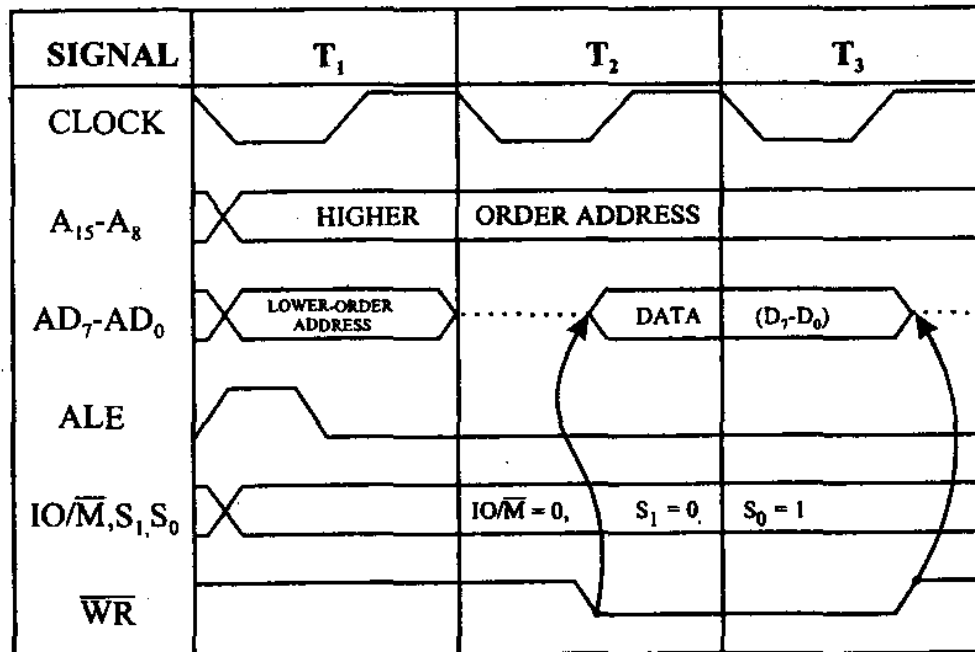 SIGNAL T₁ T₂ T₃
CLOCK
A₁₅-A₈ HIGHER ORDER ADDRESS
AD₇-AD₀ LOWER-ORDER ADDRESS DATA (D₇-D₀)
ALE
IO/M̅,S₁,S₀ IO/M̅ = 0, S₁ = 0, S₀ = 1
W̅R̅